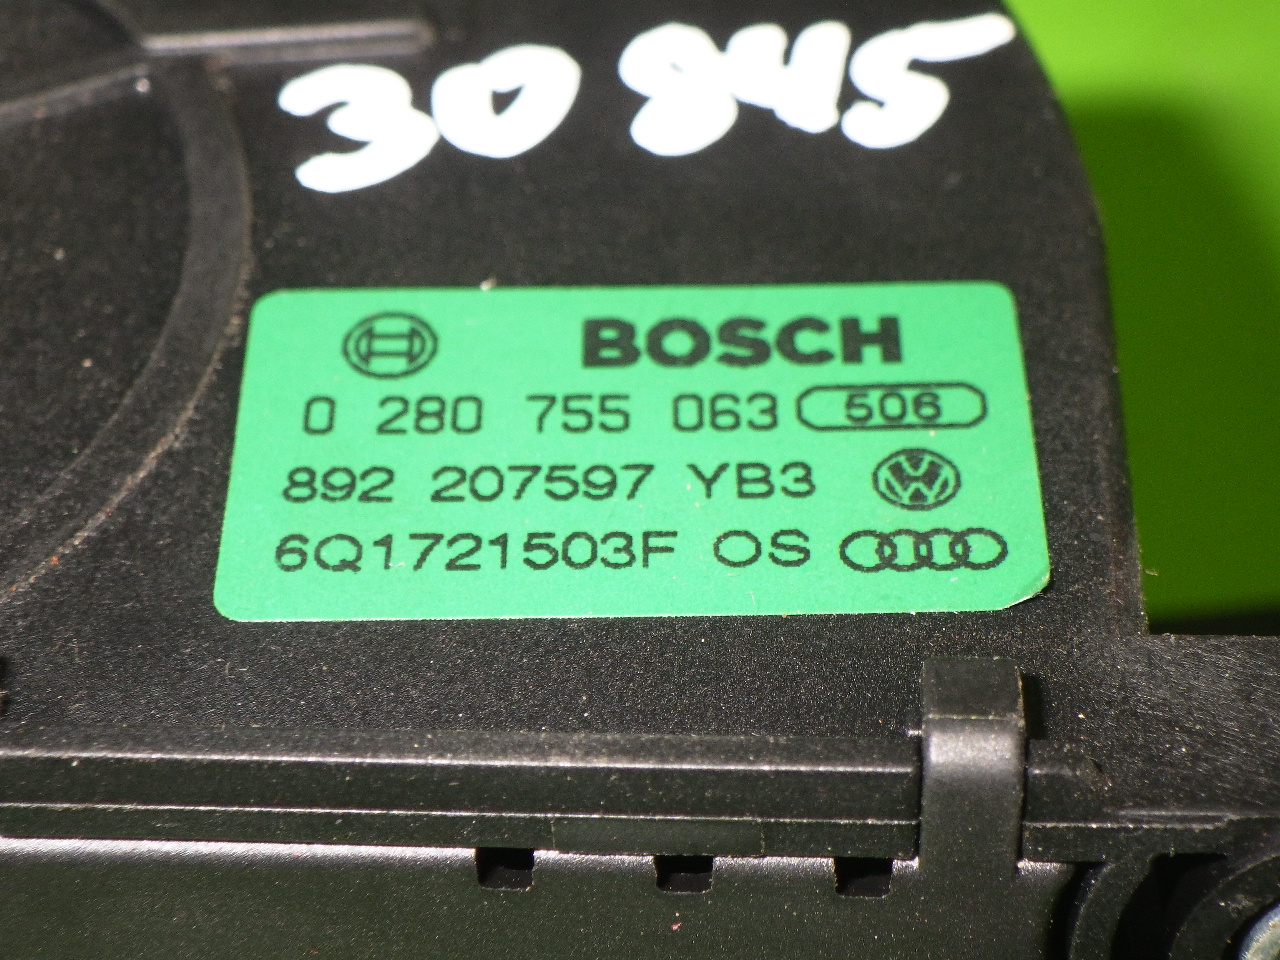 30 845
BOSCH
0 280 755 063 506
892 207597 YB3
6Q1721503F OS